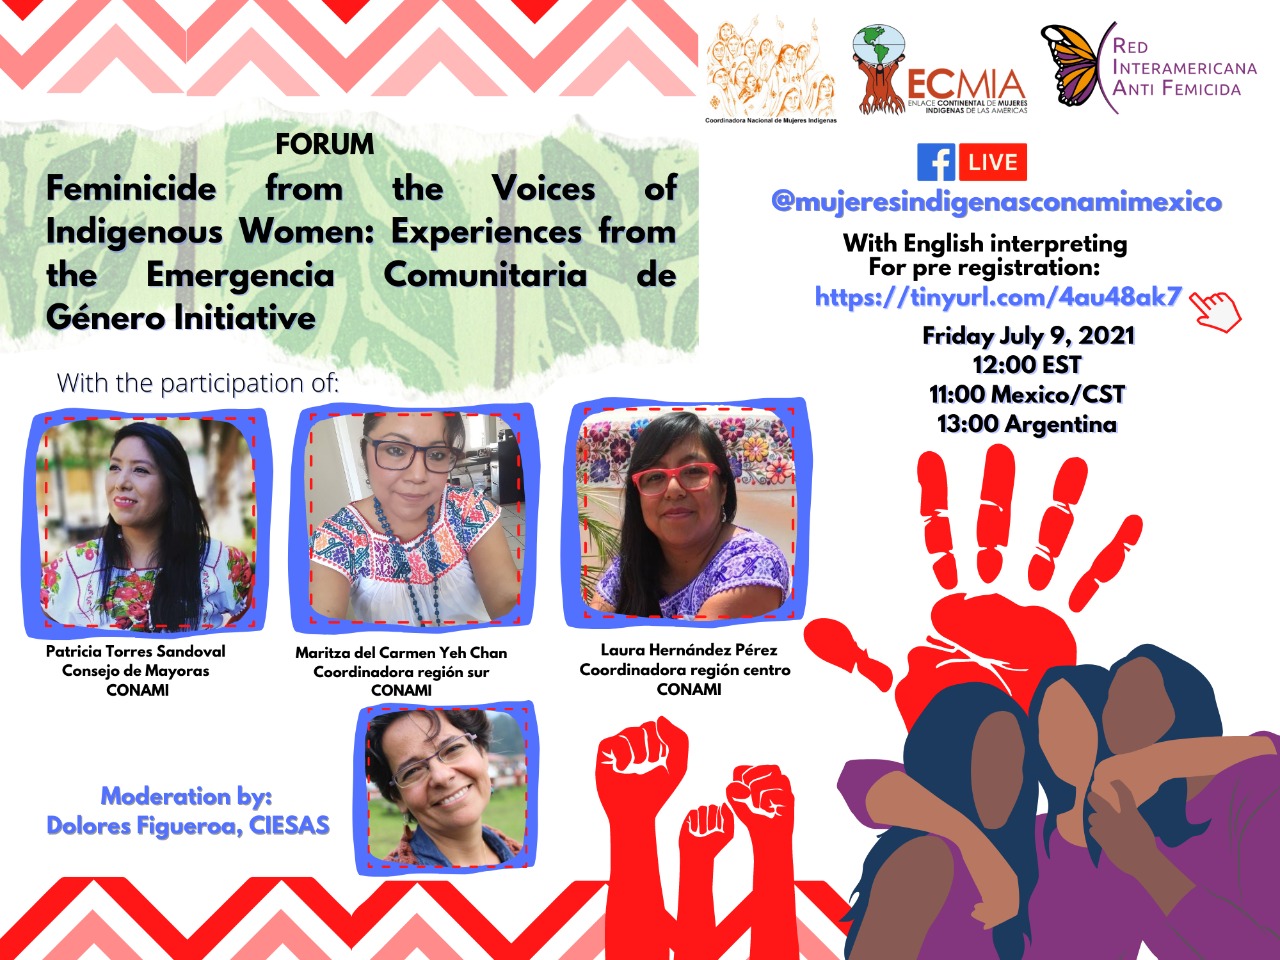 FORUM
Feminicide from the Voices of
Indigenous Women: Experiences from
the Emergencia Comunitaria de
Género Initiative
With the participation of:
Patricia Torres Sandoval
Consejo de Mayoras
CONAMI
Maritza del Carmen Yeh Chan
Coordinadora región sur
CONAMI
Laura Hernández Pérez
Coordinadora región centro
CONAMI
Moderation by:
Dolores Figueroa, CIESAS
Coordinadora Nacional de Mujeres Indígenas
ECMIA
ENLACE CONTINENTAL DE MUJERES
INDÍGENAS DE LAS AMÉRICAS
RED
INTERAMERICANA
ANTI FEMICIDA
f LIVE
@mujeresindigenasconamimexico
With English interpreting
For pre registration:
https://tinyurl.com/4au48ak7
Friday July 9, 2021
12:00 EST
11:00 Mexico/CST
13:00 Argentina